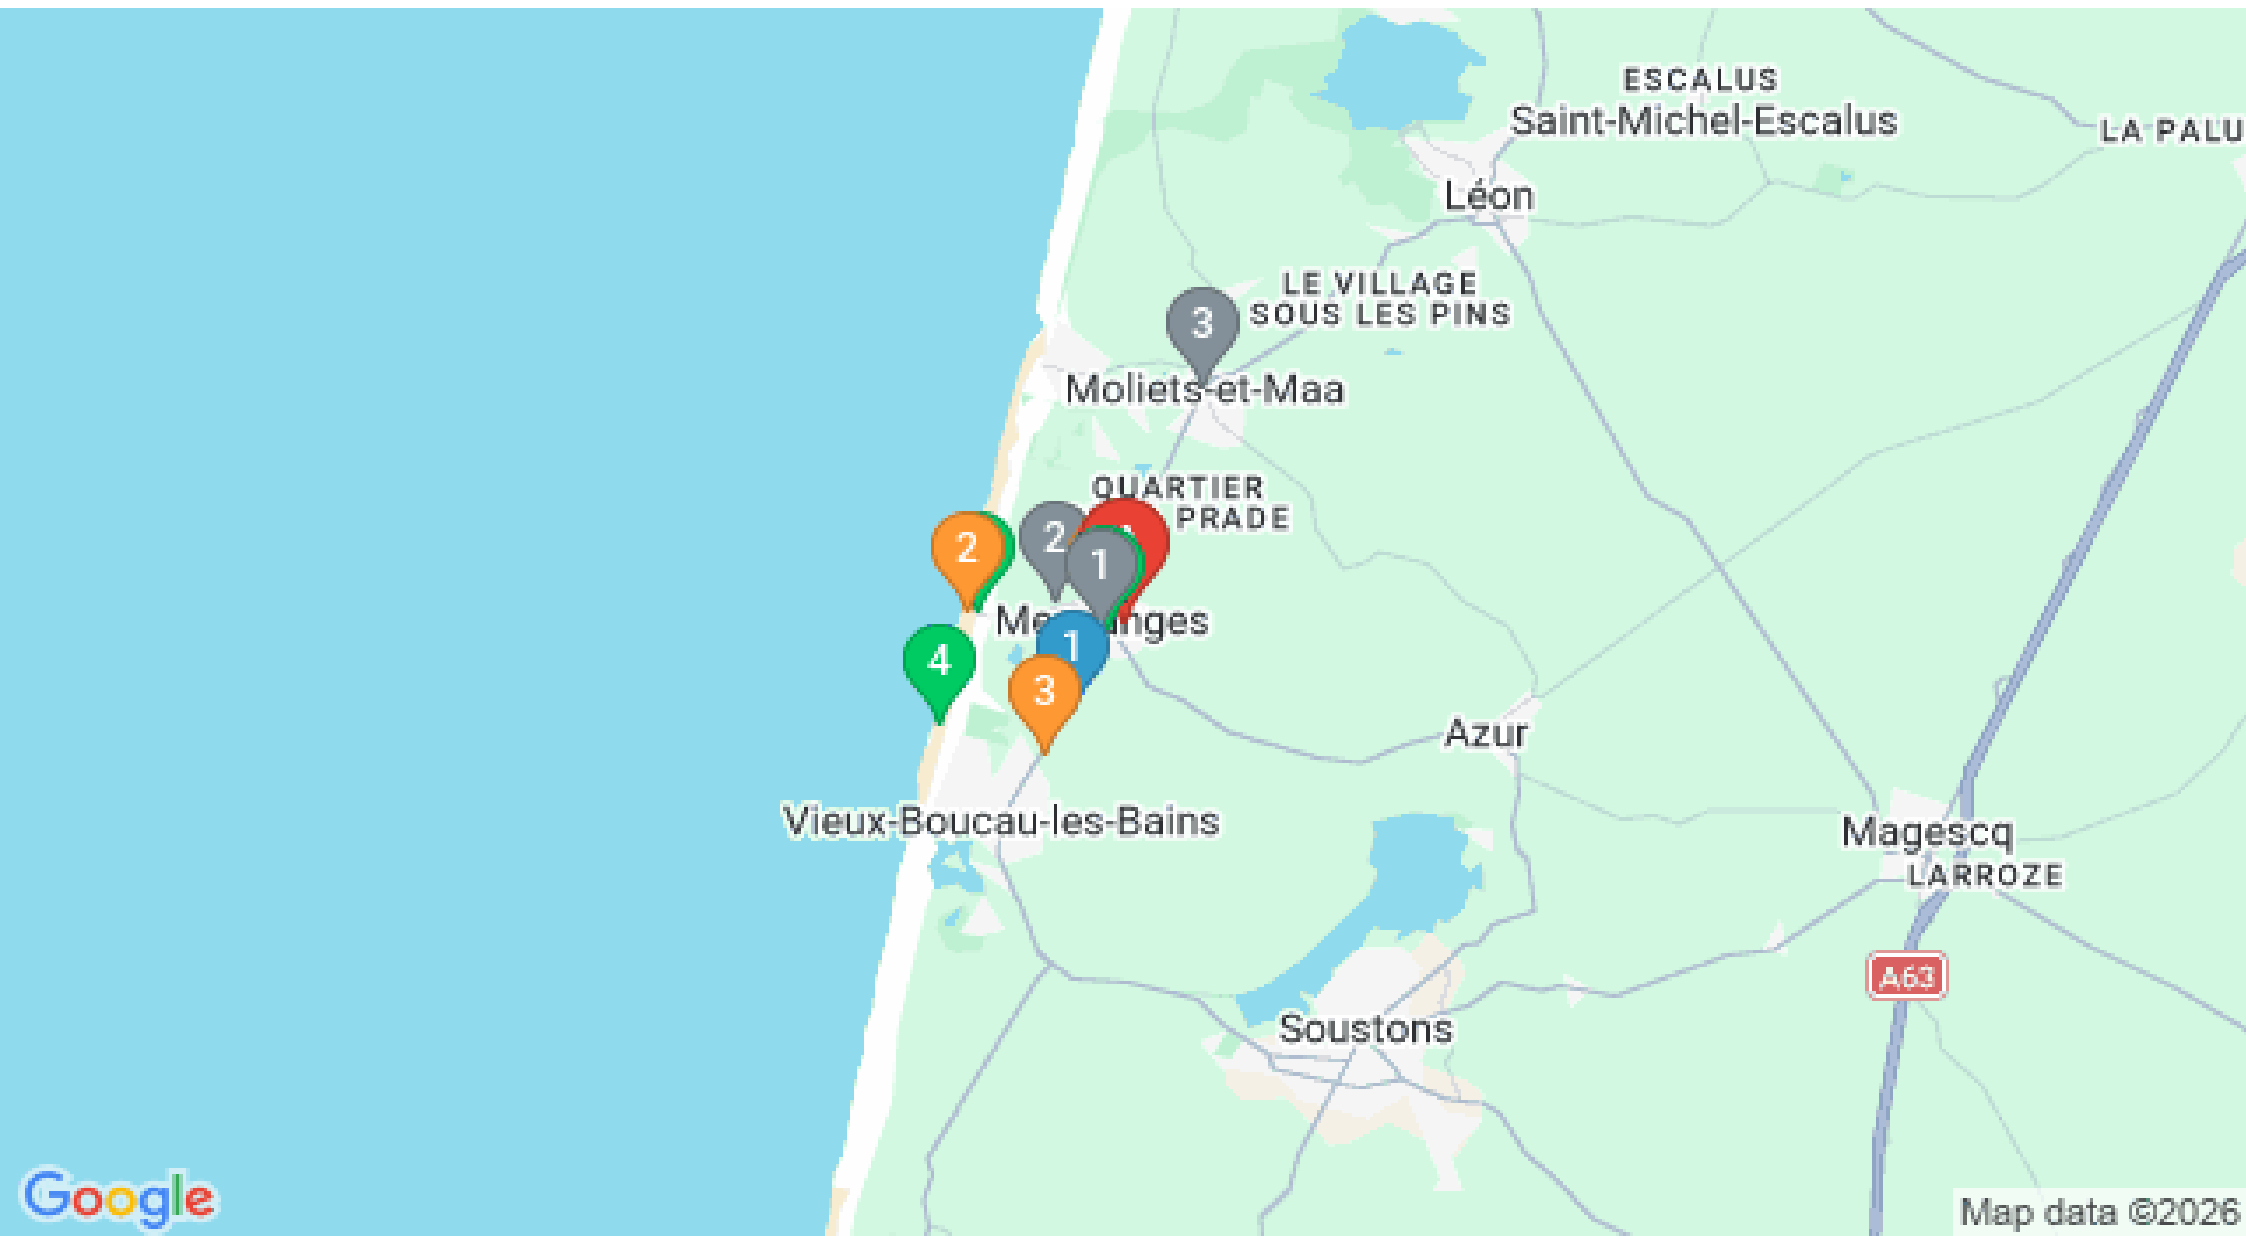 ESCALUS
Saint-Michel-Escalus
LA PALU
Léon
LE VILLAGE
SOUS LES PINS
3
Moliets-et-Maa
QUARTIER
PRADE
2
2
1
4
1
3
Azur
Vieux-Boucau-les-Bains
Magescq
LARROZE
A63
Soustons
Google
Map data ©2026